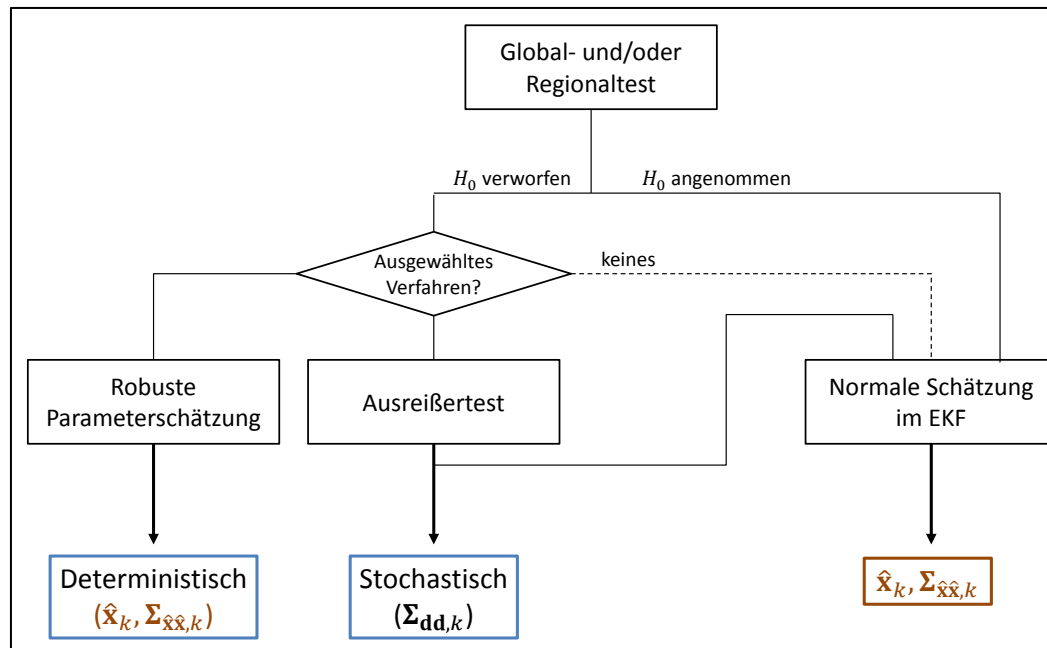 Global- und/oder
Regionaltest
H₀ verworfen
H₀ angenommen
Ausgewähltes
Verfahren?
keines
Robuste
Parameterschätzung
Ausreißertest
Normale Schätzung
im EKF
Deterministisch
(x̂ₖ, Σx̂x̂,k)
Stochastisch
(Σdd,k)
x̂ₖ, Σx̂x̂,k